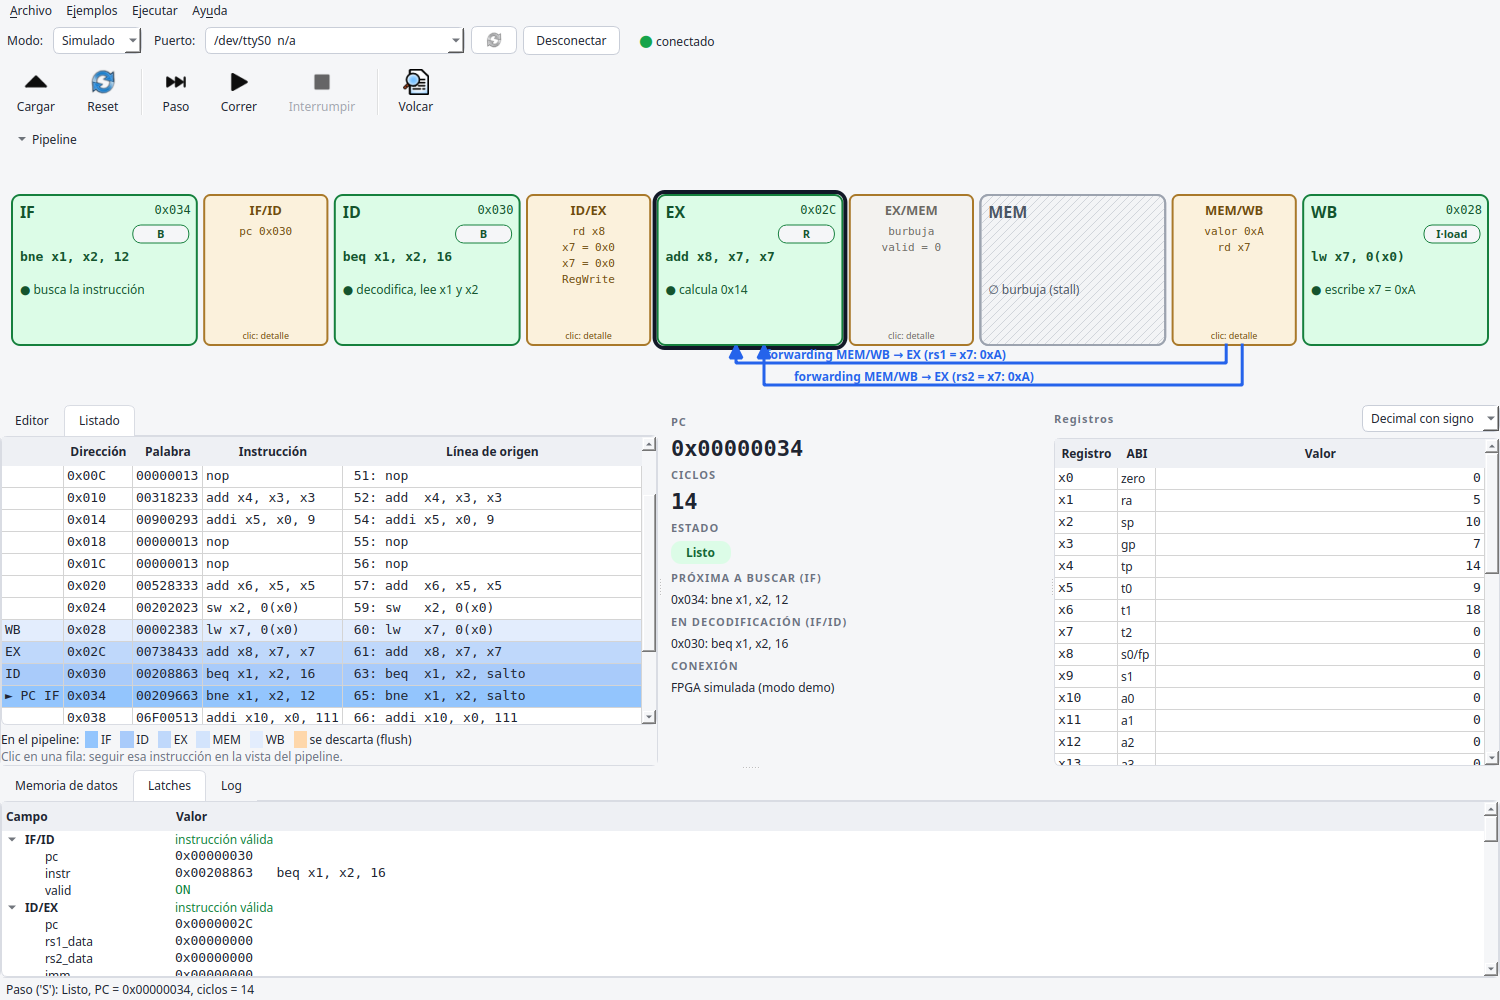 Archivo Ejemplos Ejecutar Ayuda
Modo: Simulado Puerto: /dev/ttyS0 n/a Desconectar conectado
Cargar Reset Paso Correr Interrumpir Volcar
Pipeline
IF 0x034
B
bne x1, x2, 12
● busca la instrucción
IF/ID
pc 0x030
clic: detalle
ID 0x030
B
beq x1, x2, 16
● decodifica, lee x1 y x2
ID/EX
rd x8
x7 = 0x0
x7 = 0x0
RegWrite
clic: detalle
EX 0x02C
R
add x8, x7, x7
● calcula 0x14
EX/MEM
burbuja
valid = 0
clic: detalle
MEM
∅ burbuja (stall)
MEM/WB
valor 0xA
rd x7
clic: detalle
WB 0x028
I·load
lw x7, 0(x0)
● escribe x7 = 0xA
forwarding MEM/WB → EX (rs1 = x7: 0xA)
forwarding MEM/WB → EX (rs2 = x7: 0xA)
Editor Listado
Dirección Palabra Instrucción Línea de origen
0x00C 00000013 nop 51: nop
0x010 00318233 add x4, x3, x3 52: add x4, x3, x3
0x014 00900293 addi x5, x0, 9 54: addi x5, x0, 9
0x018 00000013 nop 55: nop
0x01C 00000013 nop 56: nop
0x020 00528333 add x6, x5, x5 57: add x6, x5, x5
0x024 00202023 sw x2, 0(x0) 59: sw x2, 0(x0)
WB 0x028 00002383 lw x7, 0(x0) 60: lw x7, 0(x0)
EX 0x02C 00738433 add x8, x7, x7 61: add x8, x7, x7
ID 0x030 00208863 beq x1, x2, 16 63: beq x1, x2, salto
► PC IF 0x034 00209663 bne x1, x2, 12 65: bne x1, x2, salto
0x038 06F00513 addi x10, x0, 111 66: addi x10, x0, 111
En el pipeline: IF ID EX MEM WB se descarta (flush)
Clic en una fila: seguir esa instrucción en la vista del pipeline.
PC
0x00000034
CICLOS
14
ESTADO
Listo
PRÓXIMA A BUSCAR (IF)
0x034: bne x1, x2, 12
EN DECODIFICACIÓN (IF/ID)
0x030: beq x1, x2, 16
CONEXIÓN
FPGA simulada (modo demo)
Registros Decimal con signo
Registro ABI Valor
x0 zero 0
x1 ra 5
x2 sp 10
x3 gp 7
x4 tp 14
x5 t0 9
x6 t1 18
x7 t2 0
x8 s0/fp 0
x9 s1 0
x10 a0 0
x11 a1 0
x12 a2 0
x13 a3 0
Memoria de datos Latches Log
Campo Valor
IF/ID instrucción válida
pc 0x00000030
instr 0x00208863 beq x1, x2, 16
valid ON
ID/EX instrucción válida
pc 0x0000002C
rs1_data 0x00000000
rs2_data 0x00000000
imm 0x00000000
Paso ('S'): Listo, PC = 0x00000034, ciclos = 14